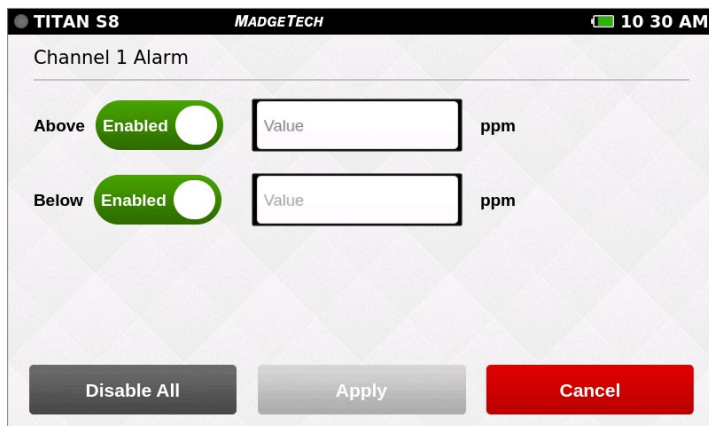 TITAN S8 MADGETECH 10 30 AM
Channel 1 Alarm
Above Enabled Value ppm
Below Enabled Value ppm
Disable All Apply Cancel